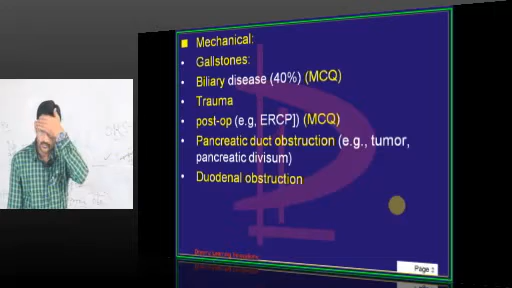 Mechanical:
Gallstones:
Biliary disease (40%) (MCQ)
Trauma
post-op (e.g, ERCP]) (MCQ)
Pancreatic duct obstruction (e.g., tumor,
pancreatic divisum)
Duodenal obstruction
Page